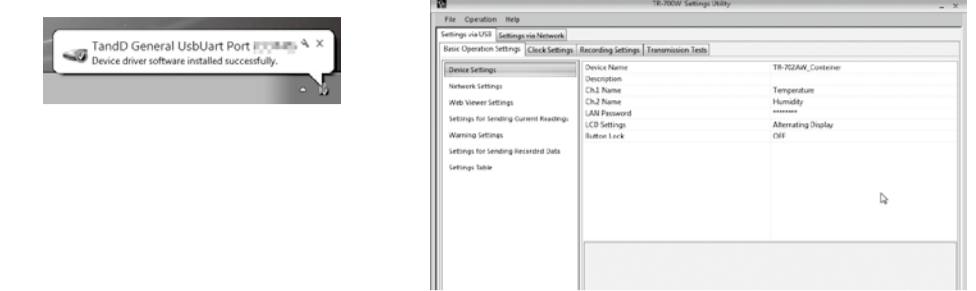 TandD General UsbUart Port
Device driver software installed successfully.
TR-700W Settings Utility
File Operation Help
Settings via USB Settings via Network
Basic Operation Settings Clock Settings Recording Settings Transmission Tests
Device Settings
Network Settings
Web Viewer Settings
Settings for Sending Current Readings
Warning Settings
Settings for Sending Recorded Data
Settings Table
Device Name TR-702AW_Conteiner
Description
Ch.1 Name Temperature
Ch.2 Name Humidity
LAN Password ********
LCD Settings Alternating Display
Button Lock OFF